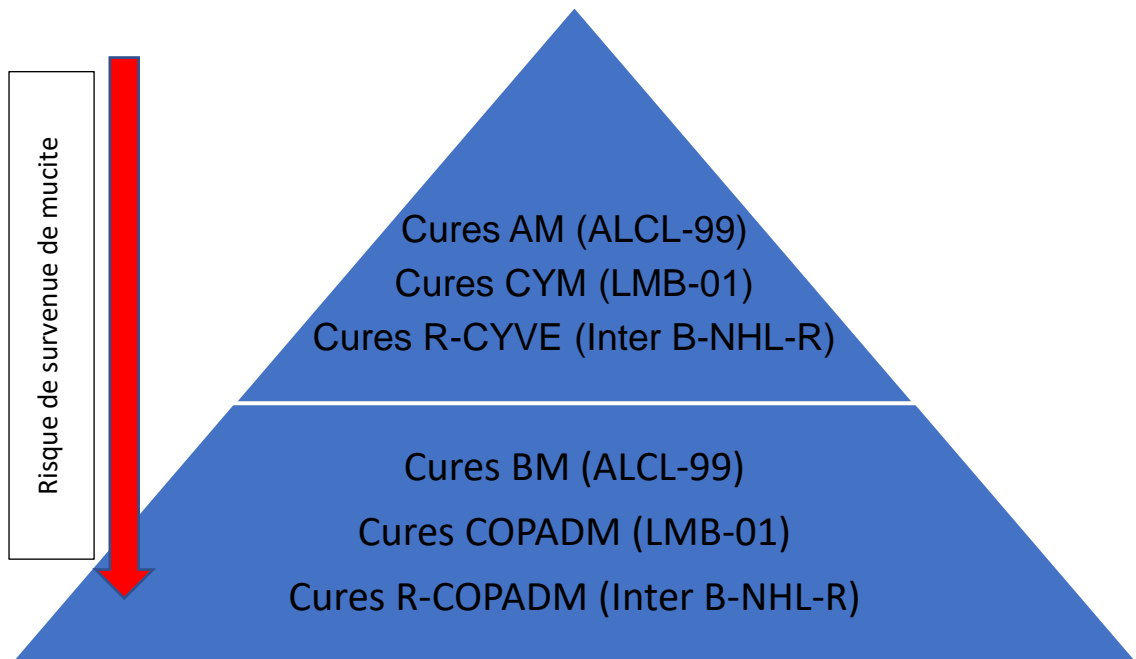 Risque de survenue de mucite
Cures AM (ALCL-99)
Cures CYM (LMB-01)
Cures R-CYVE (Inter B-NHL-R)
Cures BM (ALCL-99)
Cures COPADM (LMB-01)
Cures R-COPADM (Inter B-NHL-R)